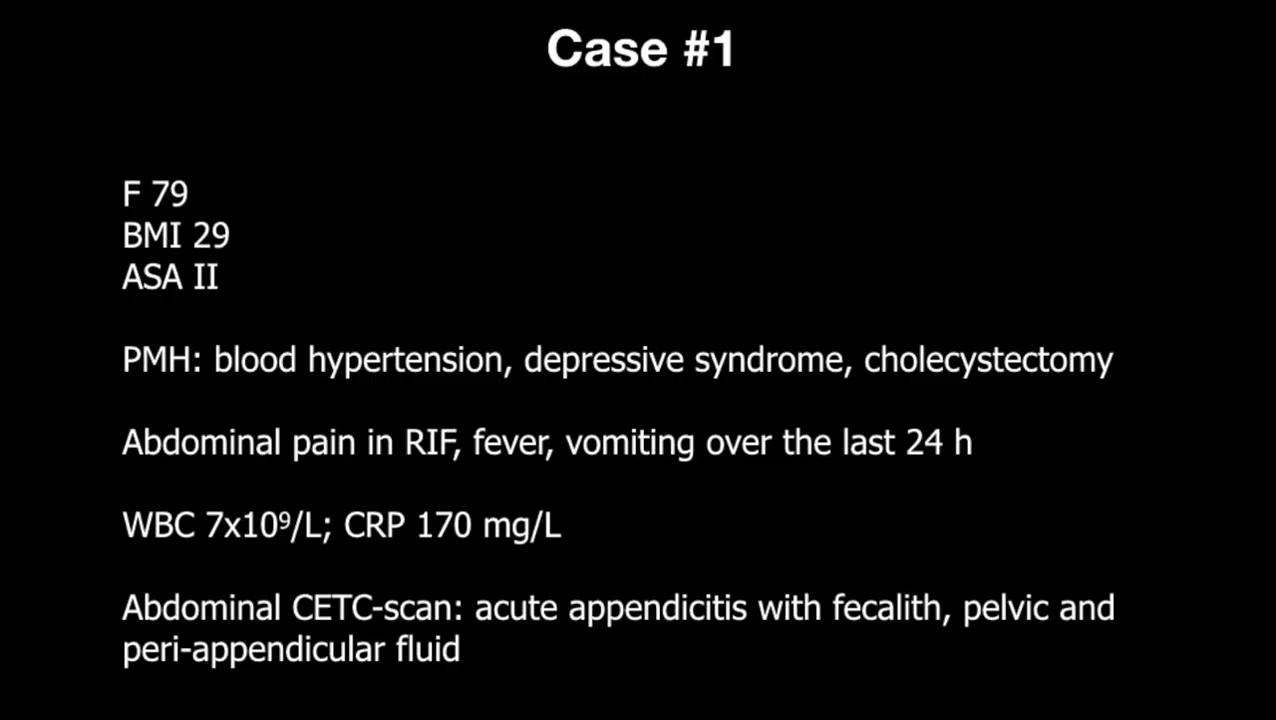 Case #1
F 79
BMI 29
ASA II
PMH: blood hypertension, depressive syndrome, cholecystectomy
Abdominal pain in RIF, fever, vomiting over the last 24 h
WBC 7x10⁹/L; CRP 170 mg/L
Abdominal CETC-scan: acute appendicitis with fecalith, pelvic and
peri-appendicular fluid